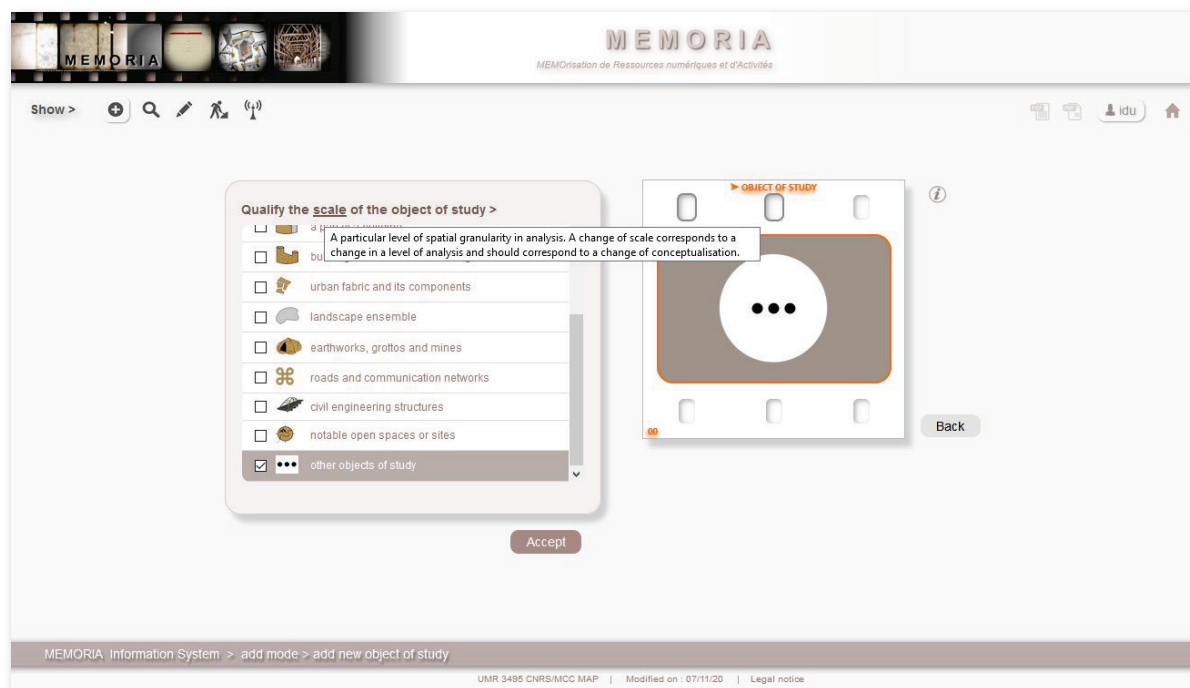 MEMORIA
MEMORIA
MEMOrisation de Ressources numériques et d'Activités
Show >
idu
Qualify the scale of the object of study >
A particular level of spatial granularity in analysis. A change of scale corresponds to a
change in a level of analysis and should correspond to a change of conceptualisation.
urban fabric and its components
landscape ensemble
earthworks, grottos and mines
roads and communication networks
civil engineering structures
notable open spaces or sites
other objects of study
Accept
➤ OBJECT OF STUDY
GO
Back
MEMORIA Information System > add mode > add new object of study
UMR 3495 CNRS/MCC MAP | Modified on : 07/11/20 | Legal notice